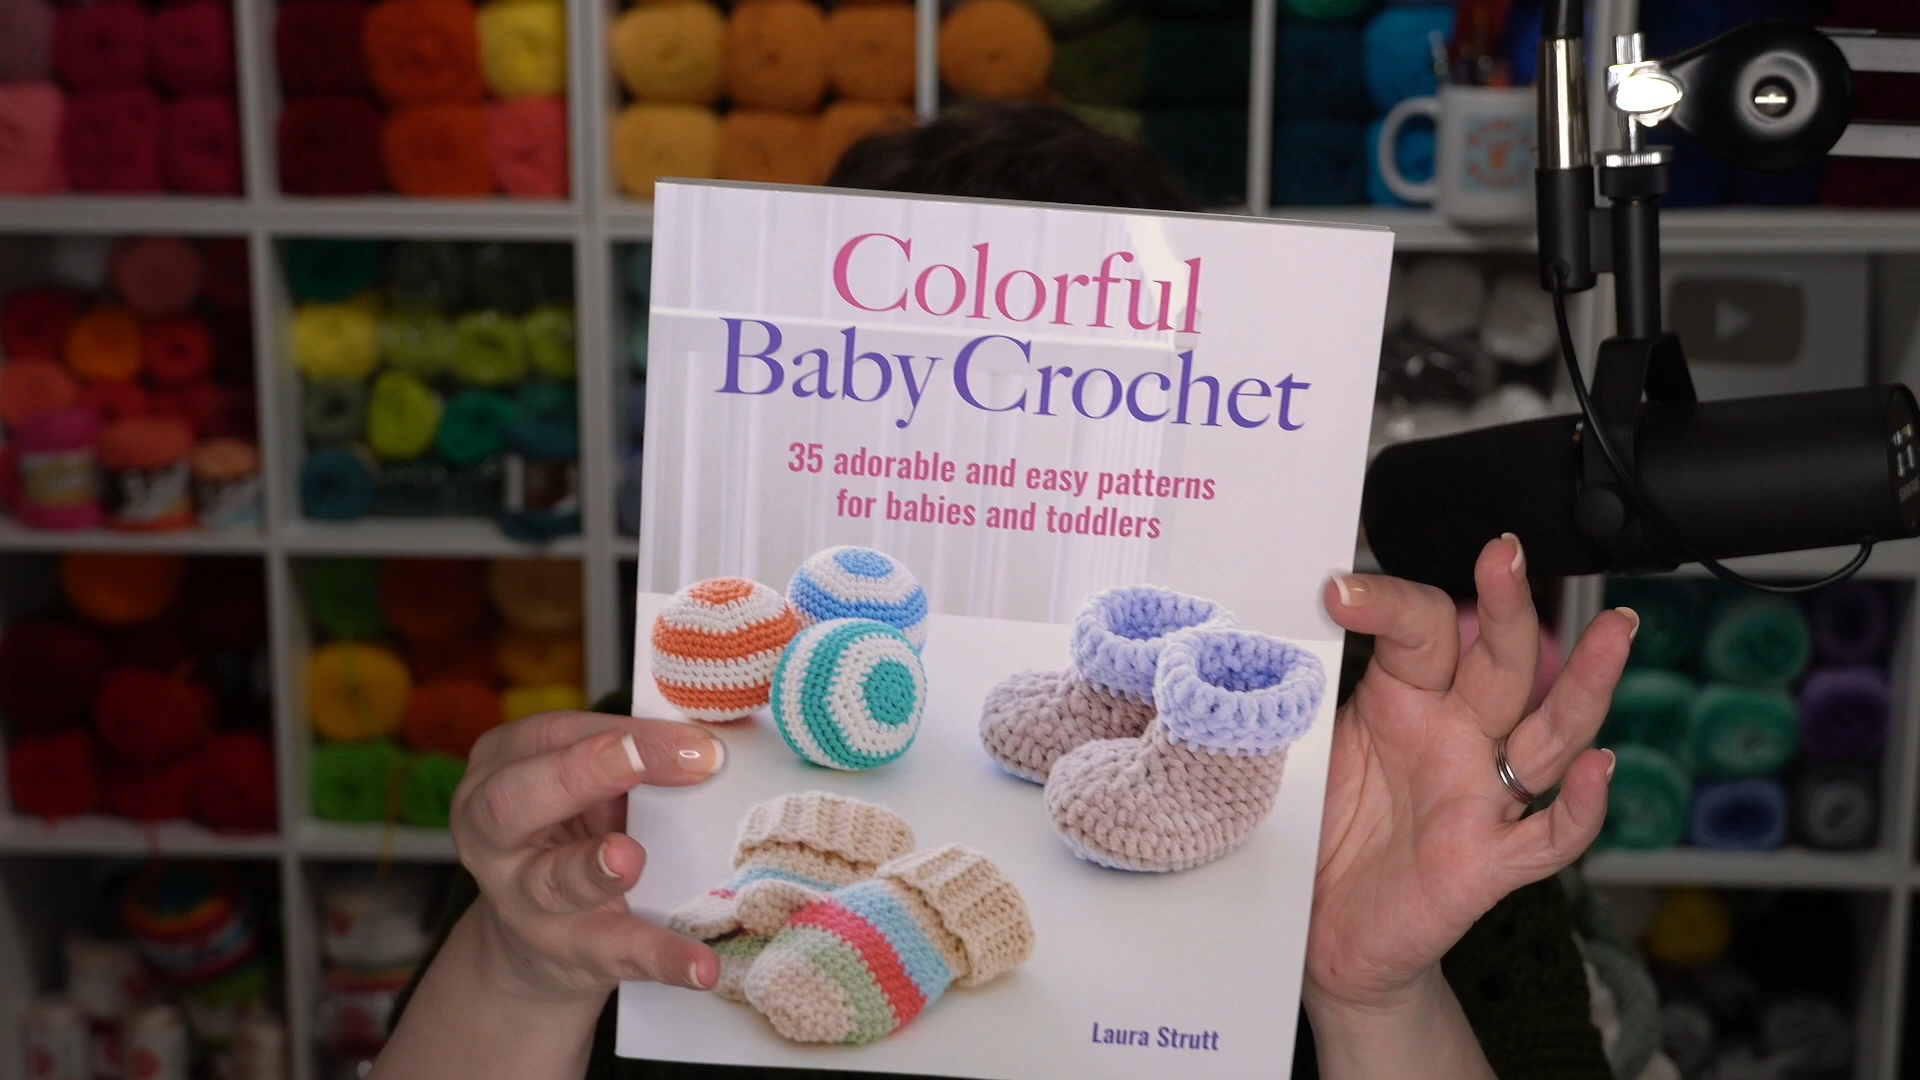 Colorful
Baby Crochet
35 adorable and easy patterns
for babies and toddlers
Laura Strutt